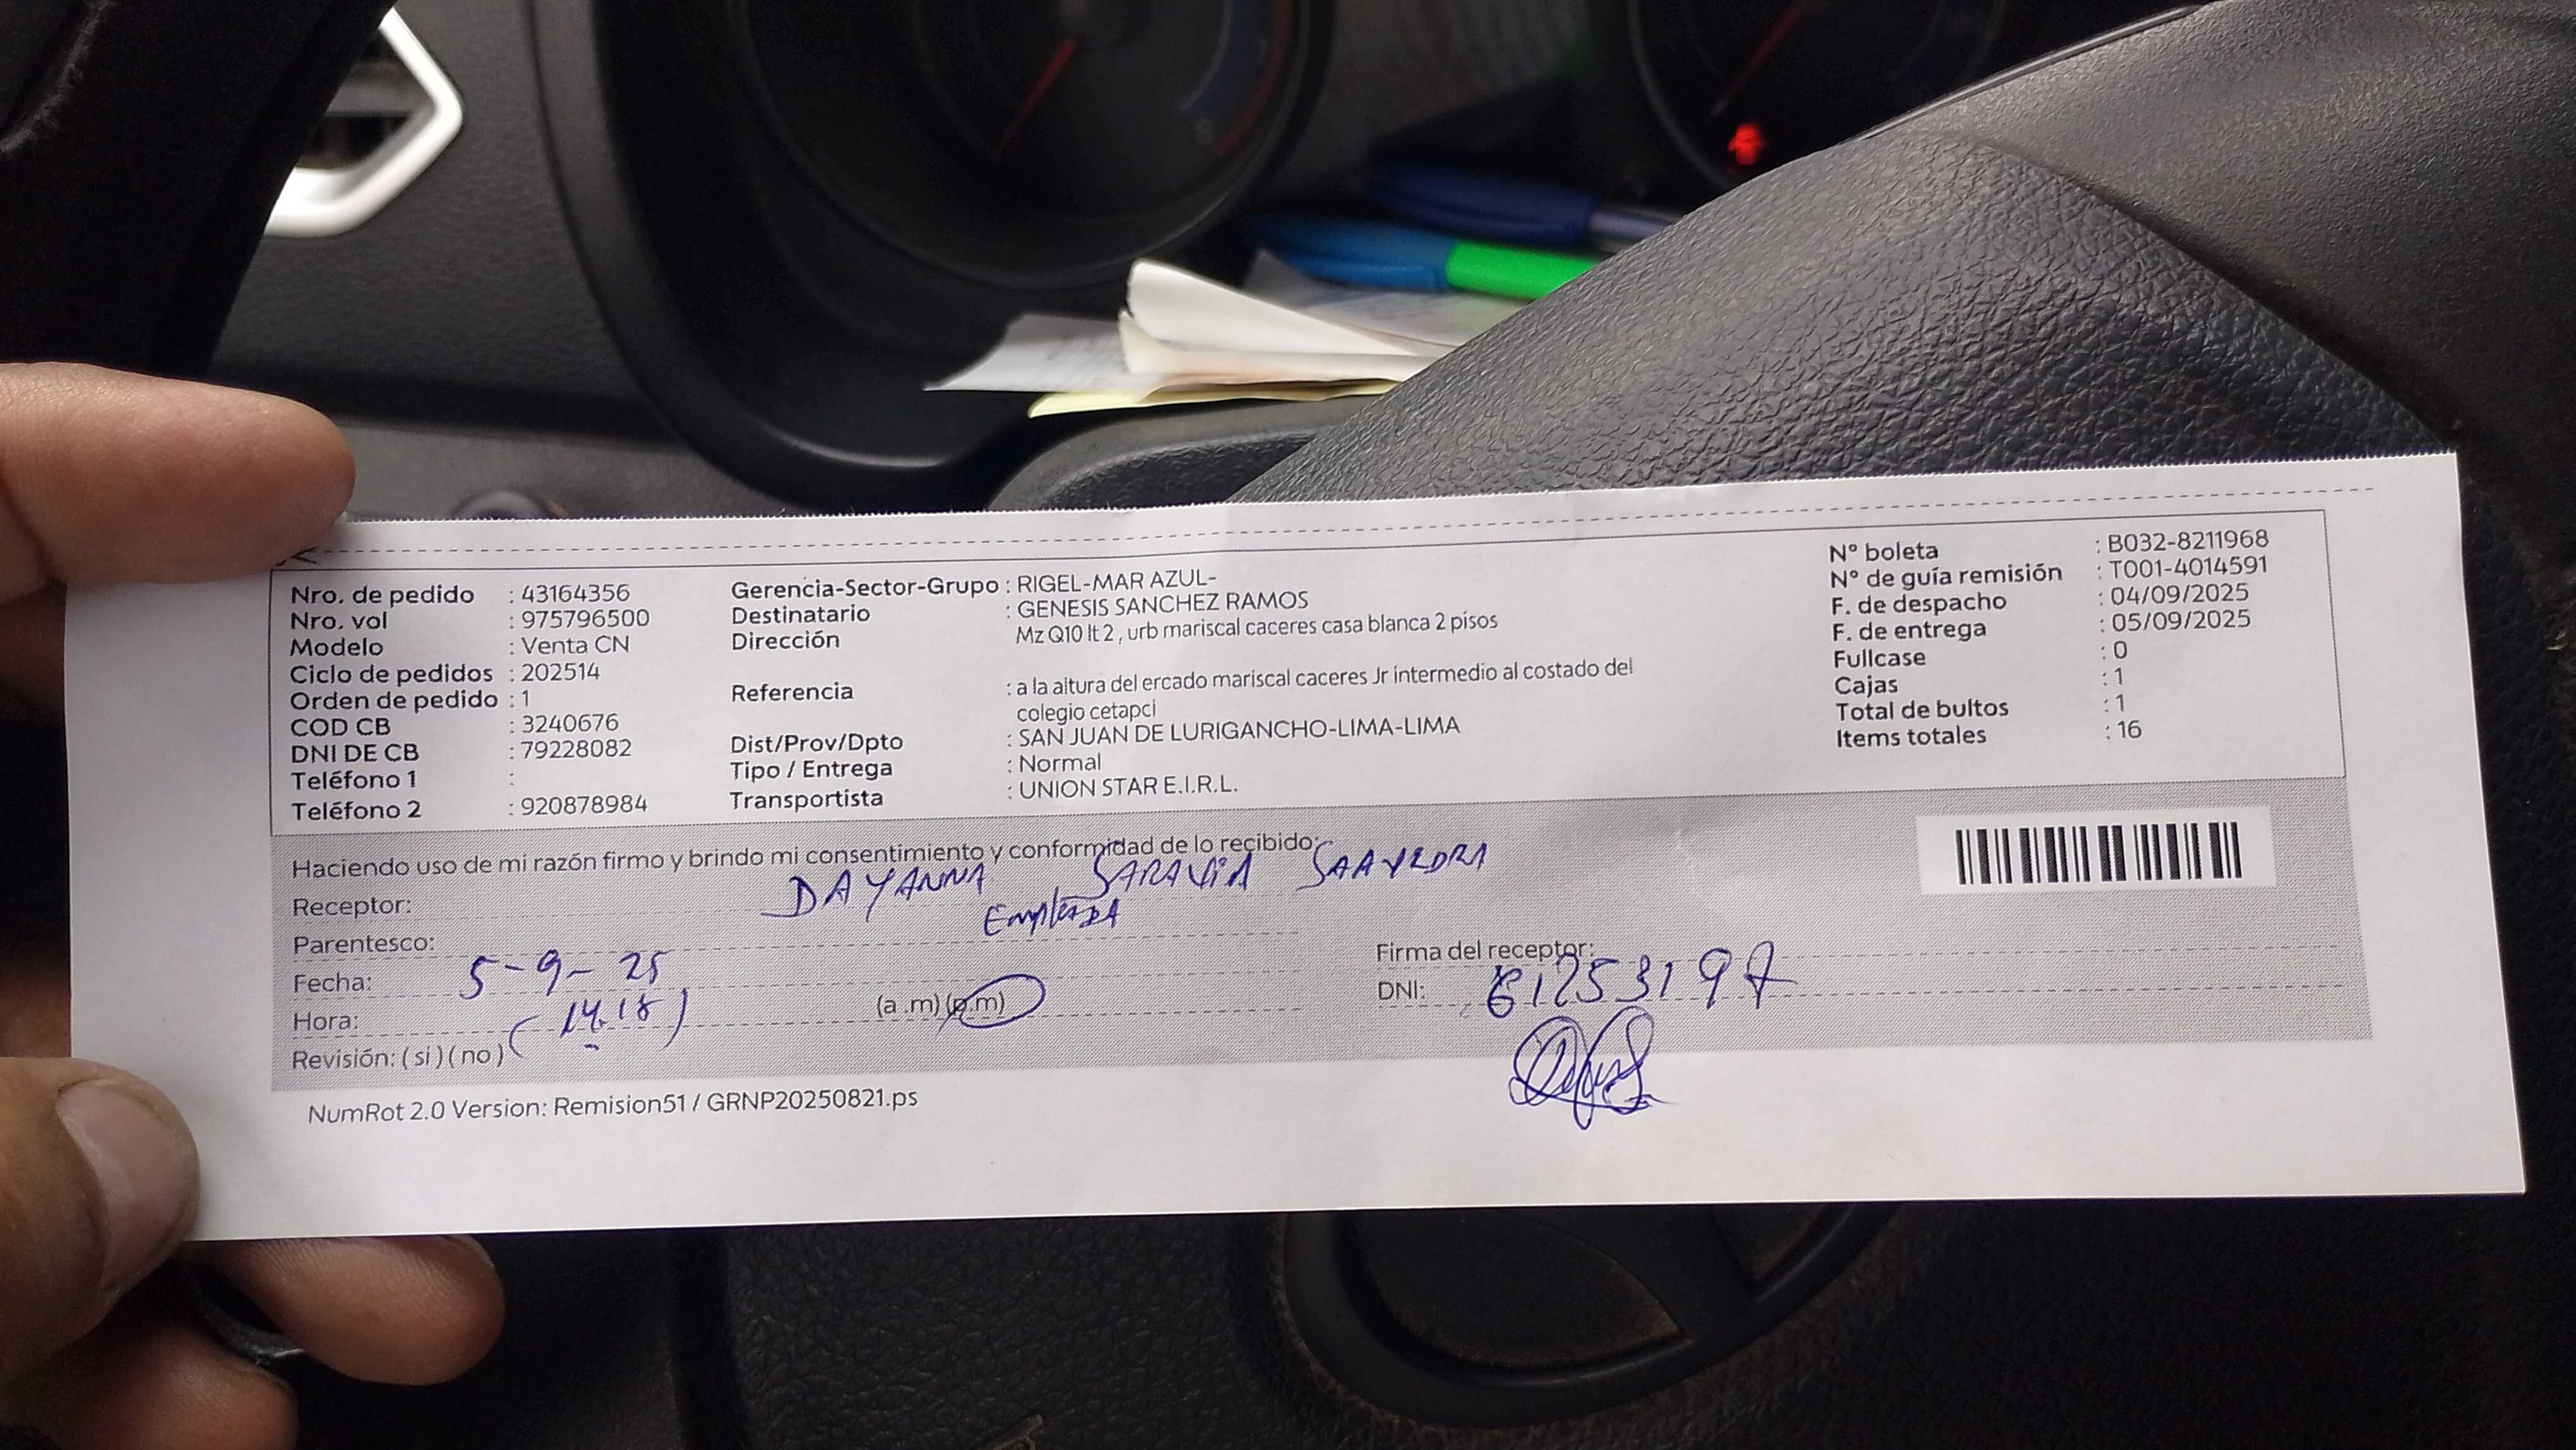 Nro. de pedido : 43164356
Nro. vol : 975796500
Modelo : Venta CN
Ciclo de pedidos : 202514
Orden de pedido : 1
COD CB : 3240676
DNI DE CB : 79228082
Teléfono 1 :
Teléfono 2 : 920878984
Gerencia-Sector-Grupo : RIGEL-MAR AZUL-
Destinatario : GENESIS SANCHEZ RAMOS
Dirección Mz Q10 lt 2 , urb mariscal caceres casa blanca 2 pisos
Referencia : a la altura del ercado mariscal caceres Jr intermedio al costado del
colegio cetapci
Dist/Prov/Dpto : SAN JUAN DE LURIGANCHO-LIMA-LIMA
Tipo / Entrega : Normal
Transportista : UNION STAR E.I.R.L.
N° boleta : B032-8211968
N° de guía remisión : T001-4014591
F. de despacho : 04/09/2025
F. de entrega : 05/09/2025
Fullcase : 0
Cajas : 1
Total de bultos : 1
Items totales : 16
Haciendo uso de mi razón firmo y brindo mi consentimiento y conformidad de lo recibido:
Receptor: DAYANNA SARAVIA SAAVEDRA
Parentesco: EmpleADA
Fecha: 5-9-25
Hora: (14.18) (a .m) (p.m)
Revisión: ( si ) ( no )
Firma del receptor:
DNI: 61253197
NumRot 2.0 Version: Remision51 / GRNP20250821.ps